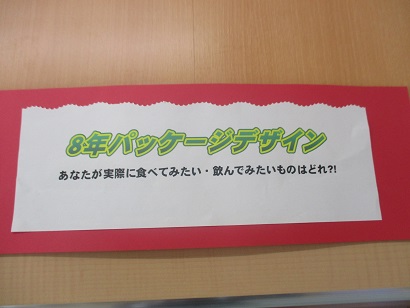 8年パッケージデザイン
あなたが実際に食べてみたい・飲んでみたいものはどれ?!